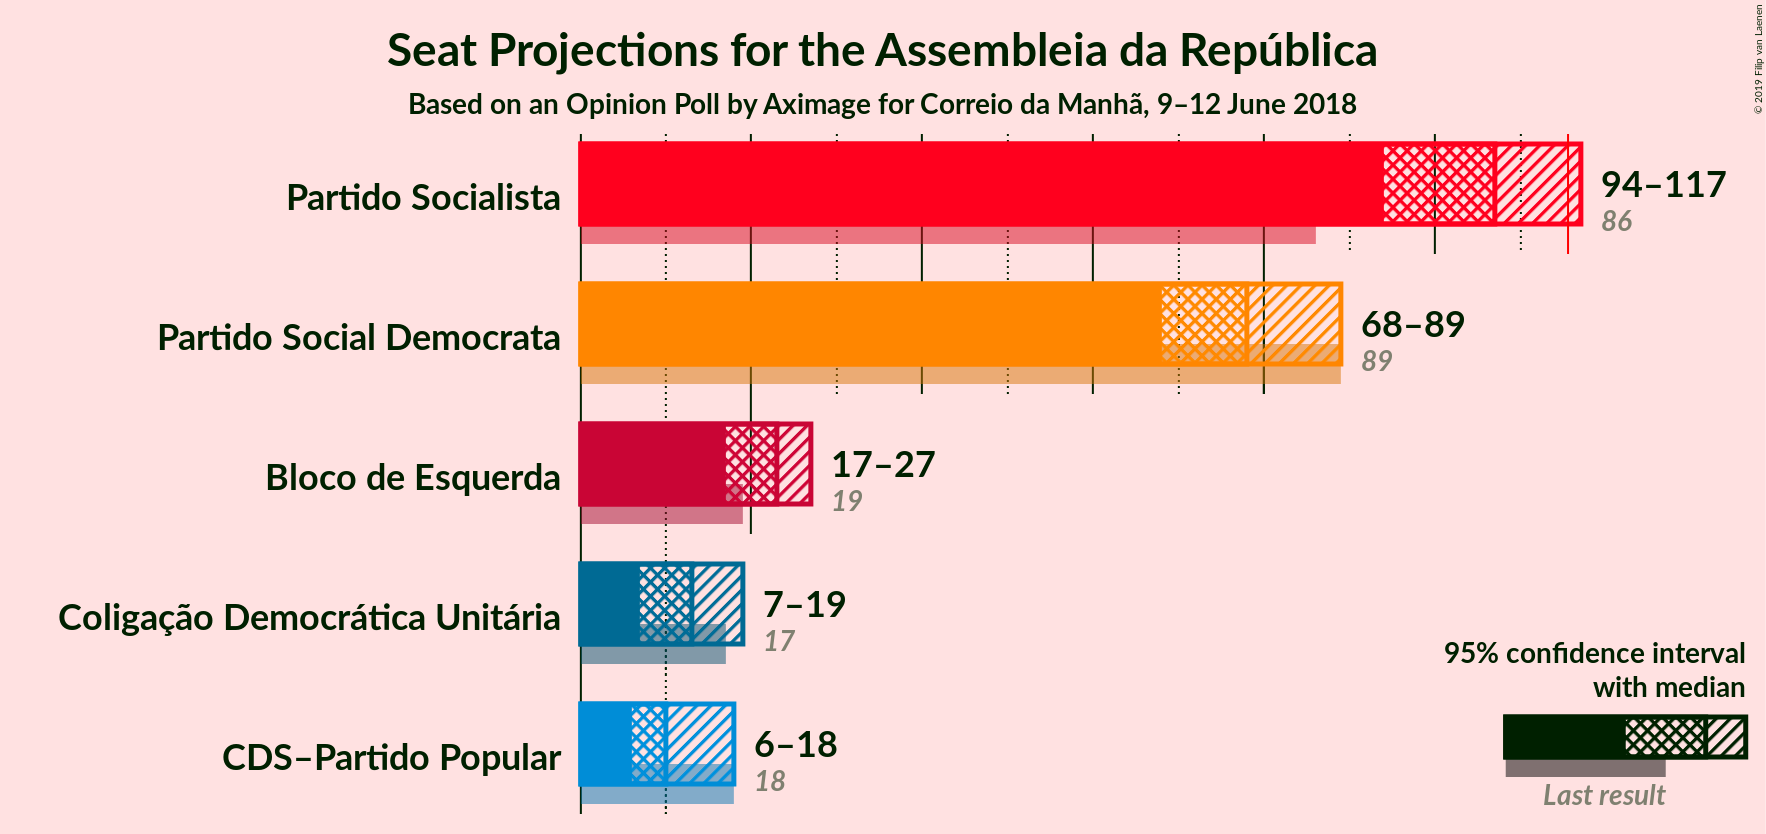 Seat Projections for the Assembleia da República
Based on an Opinion Poll by Aximage for Correio da Manhã, 9–12 June 2018
© 2019 Filip van Laenen
Partido Socialista
94–117
86
Partido Social Democrata
68–89
89
Bloco de Esquerda
17–27
19
Coligação Democrática Unitária
7–19
17
CDS–Partido Popular
6–18
18
95% confidence interval
with median
Last result